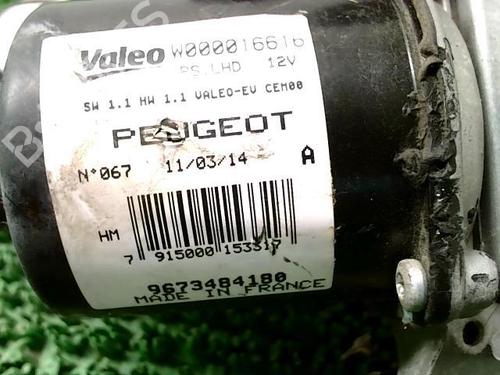 Valeo W000016616
PS.LHD 12V
SW 1.1 HW 1.1 VALEO-EV CEM00
PEUGEOT
N°067 11/03/14 A
HM
7 915000 153317
9673484180
MADE IN FRANCE